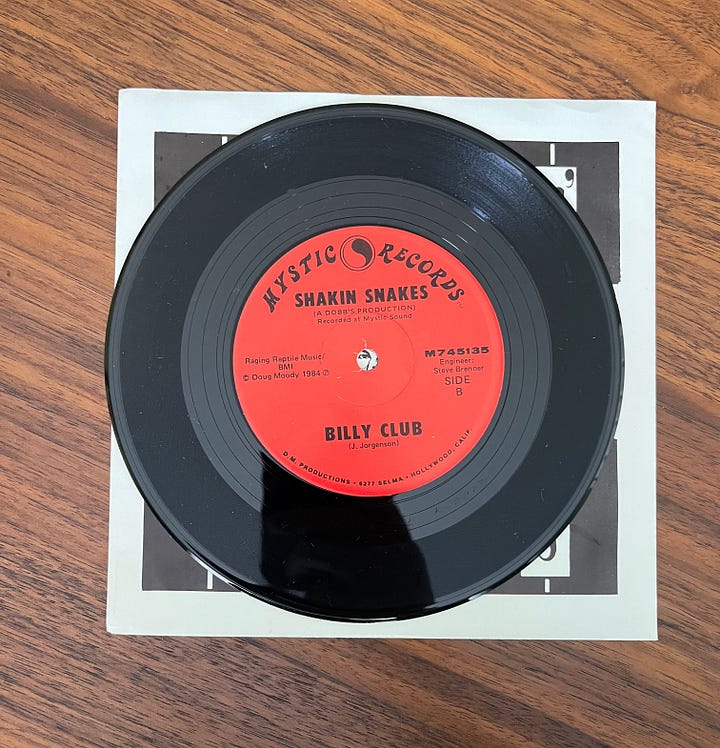 MYSTIC RECORDS
SHAKIN SNAKES
(A DOBB'S PRODUCTION)
Recorded at Mystic Sound
Raging Reptile Music/
BMI
© Doug Moody 1984 ℗
M745135
Engineer:
Steve Brenner
SIDE
B
BILLY CLUB
(J. Jorgenson)
D.M. PRODUCTIONS • 6277 SELMA • HOLLYWOOD, CALIF.